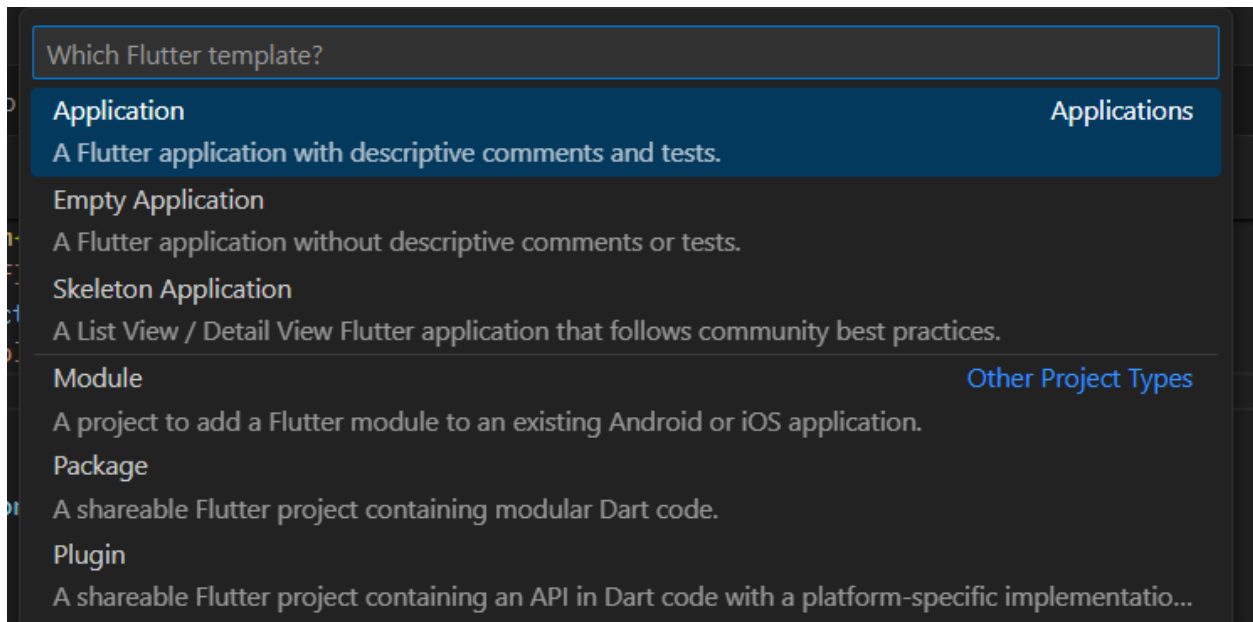 Which Flutter template?
Application Applications
A Flutter application with descriptive comments and tests.
Empty Application
A Flutter application without descriptive comments or tests.
Skeleton Application
A List View / Detail View Flutter application that follows community best practices.
Module Other Project Types
A project to add a Flutter module to an existing Android or iOS application.
Package
A shareable Flutter project containing modular Dart code.
Plugin
A shareable Flutter project containing an API in Dart code with a platform-specific implementatio...